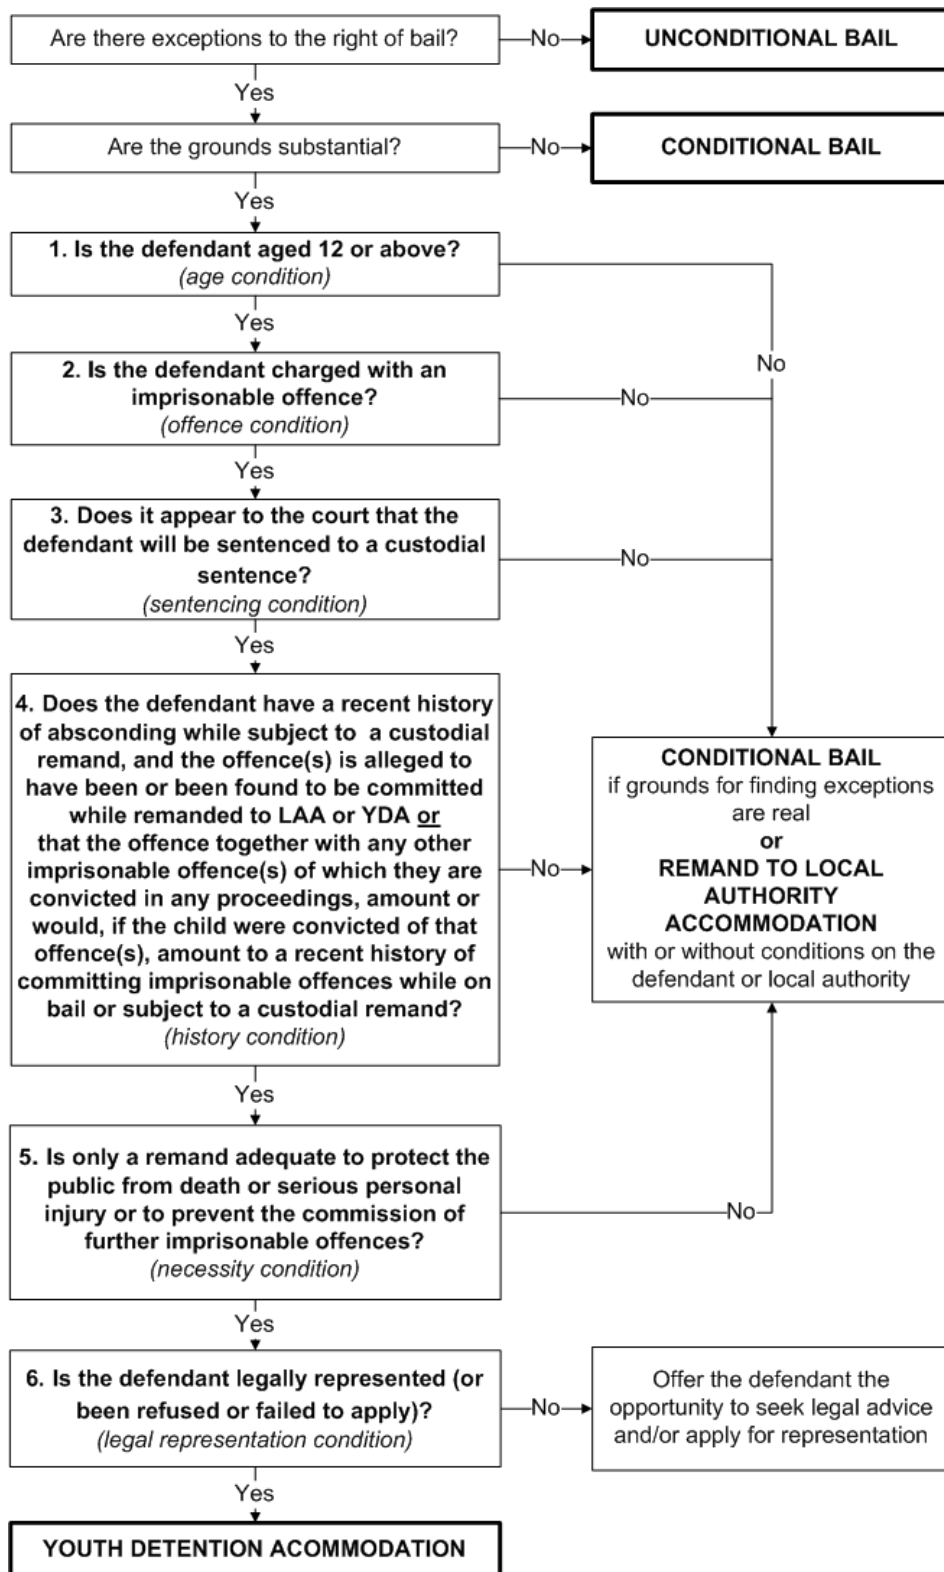 Are there exceptions to the right of bail?
No
UNCONDITIONAL BAIL
Yes
Are the grounds substantial?
No
CONDITIONAL BAIL
Yes
1. Is the defendant aged 12 or above?
(age condition)
Yes
No
2. Is the defendant charged with an
imprisonable offence?
(offence condition)
No
Yes
3. Does it appear to the court that the
defendant will be sentenced to a custodial
sentence?
(sentencing condition)
No
Yes
4. Does the defendant have a recent history
of absconding while subject to a custodial
remand, and the offence(s) is alleged to
have been or been found to be committed
while remanded to LAA or YDA or
that the offence together with any other
imprisonable offence(s) of which they are
convicted in any proceedings, amount or
would, if the child were convicted of that
offence(s), amount to a recent history of
committing imprisonable offences while on
bail or subject to a custodial remand?
(history condition)
No
CONDITIONAL BAIL
if grounds for finding exceptions
are real
or
REMAND TO LOCAL
AUTHORITY
ACCOMMODATION
with or without conditions on the
defendant or local authority
Yes
5. Is only a remand adequate to protect the
public from death or serious personal
injury or to prevent the commission of
further imprisonable offences?
(necessity condition)
No
Yes
6. Is the defendant legally represented (or
been refused or failed to apply)?
(legal representation condition)
No
Offer the defendant the
opportunity to seek legal advice
and/or apply for representation
Yes
YOUTH DETENTION ACOMMODATION